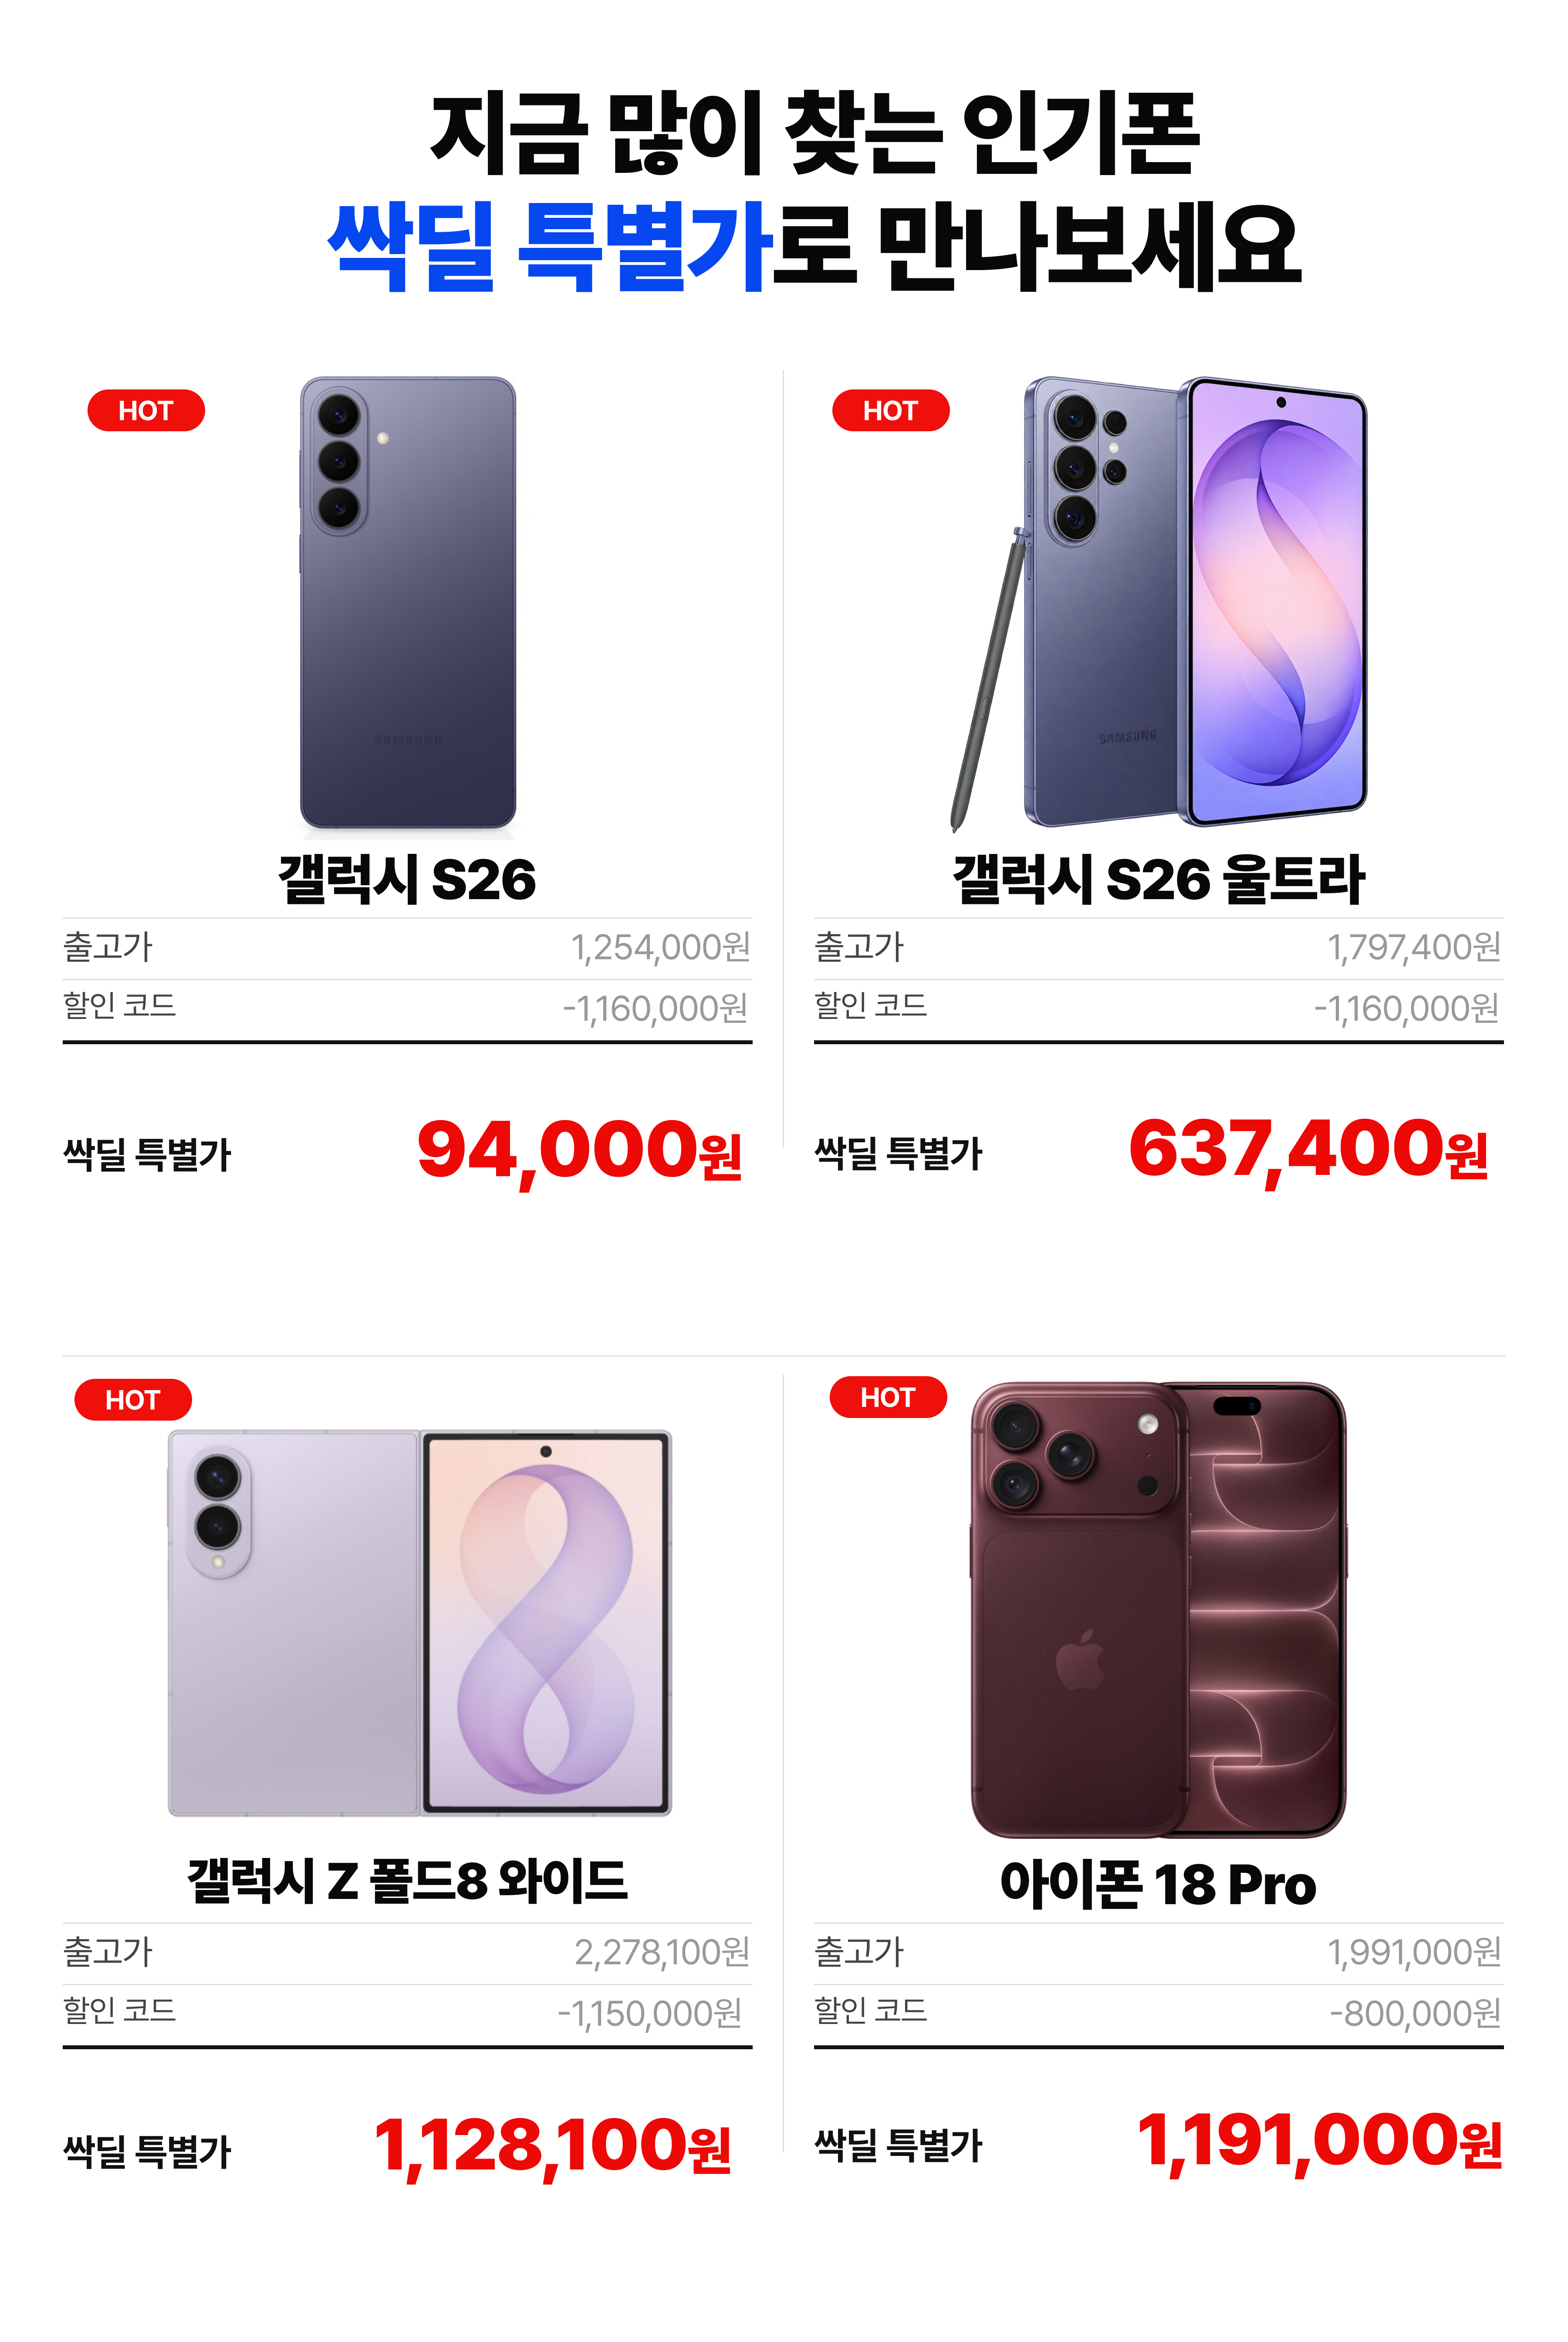 지금 많이 찾는 인기폰
싹딜 특별가로 만나보세요
HOT
SAMSUNG
갤럭시 S26
출고가 1,254,000원
할인 코드 -1,160,000원
싹딜 특별가 94,000원
HOT
SAMSUNG
갤럭시 S26 울트라
출고가 1,797,400원
할인 코드 -1,160,000원
싹딜 특별가 637,400원
HOT
갤럭시 Z 폴드8 와이드
출고가 2,278,100원
할인 코드 -1,150,000원
싹딜 특별가 1,128,100원
HOT
아이폰 18 Pro
출고가 1,991,000원
할인 코드 -800,000원
싹딜 특별가 1,191,000원